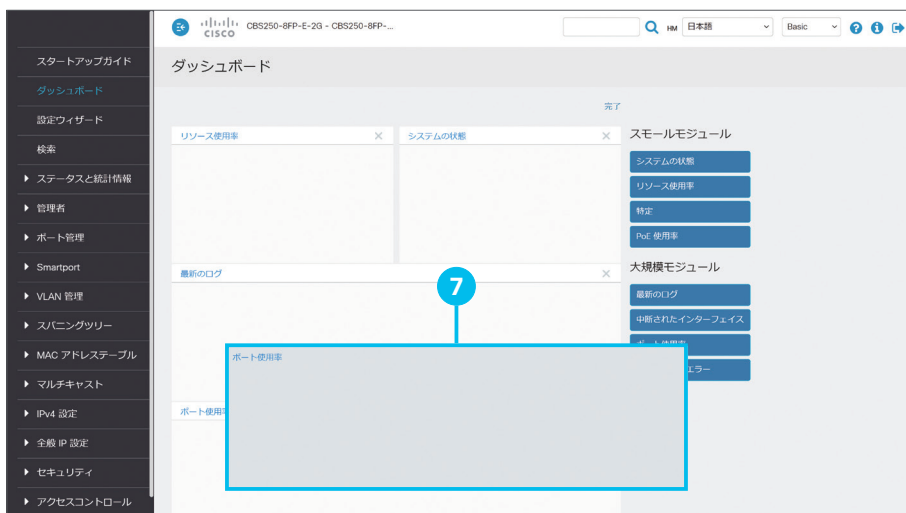 CISCO CBS250-8FP-E-2G - CBS250-8FP-... HM 日本語 Basic
スタートアップガイド
ダッシュボード
設定ウィザード
検索
ステータスと統計情報
管理者
ポート管理
Smartport
VLAN 管理
スパニングツリー
MAC アドレステーブル
マルチキャスト
IPv4 設定
全般 IP 設定
セキュリティ
アクセスコントロール
ダッシュボード
完了
リソース使用率
システムの状態
最新のログ
7
ポート使用率
ポート使用
スモールモジュール
システムの状態
リソース使用率
特定
PoE 使用率
大規模モジュール
最新のログ
中断されたインターフェイス
エラー